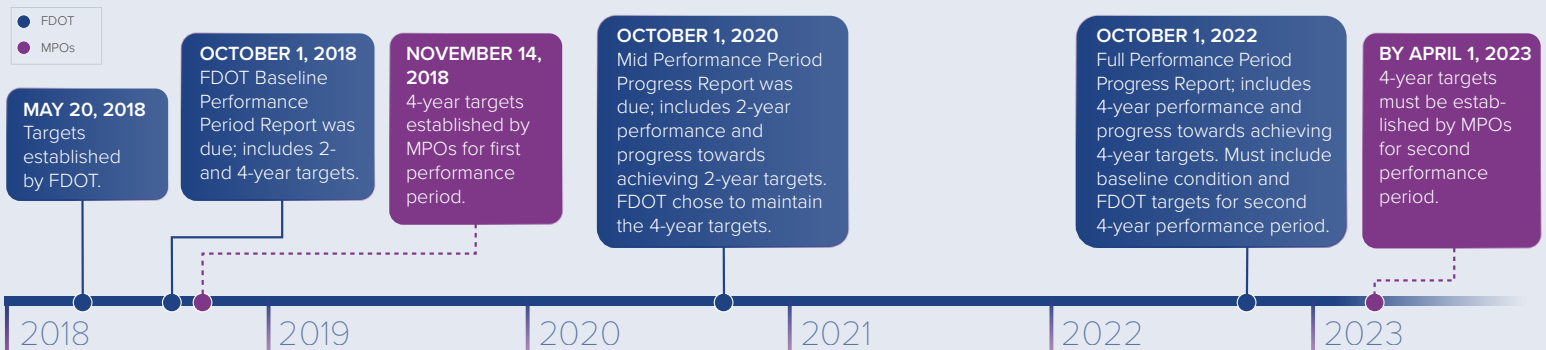 FDOT
MPOs
MAY 20, 2018
Targets
established
by FDOT.
OCTOBER 1, 2018
FDOT Baseline
Performance
Period Report was
due; includes 2-
and 4-year targets.
NOVEMBER 14,
2018
4-year targets
established by
MPOs for first
performance
period.
OCTOBER 1, 2020
Mid Performance Period
Progress Report was
due; includes 2-year
performance and
progress towards
achieving 2-year targets.
FDOT chose to maintain
the 4-year targets.
OCTOBER 1, 2022
Full Performance Period
Progress Report; includes
4-year performance and
progress towards achieving
4-year targets. Must include
baseline condition and
FDOT targets for second
4-year performance period.
BY APRIL 1, 2023
4-year targets
must be estab-
lished by MPOs
for second
performance
period.
2018
2019
2020
2021
2022
2023